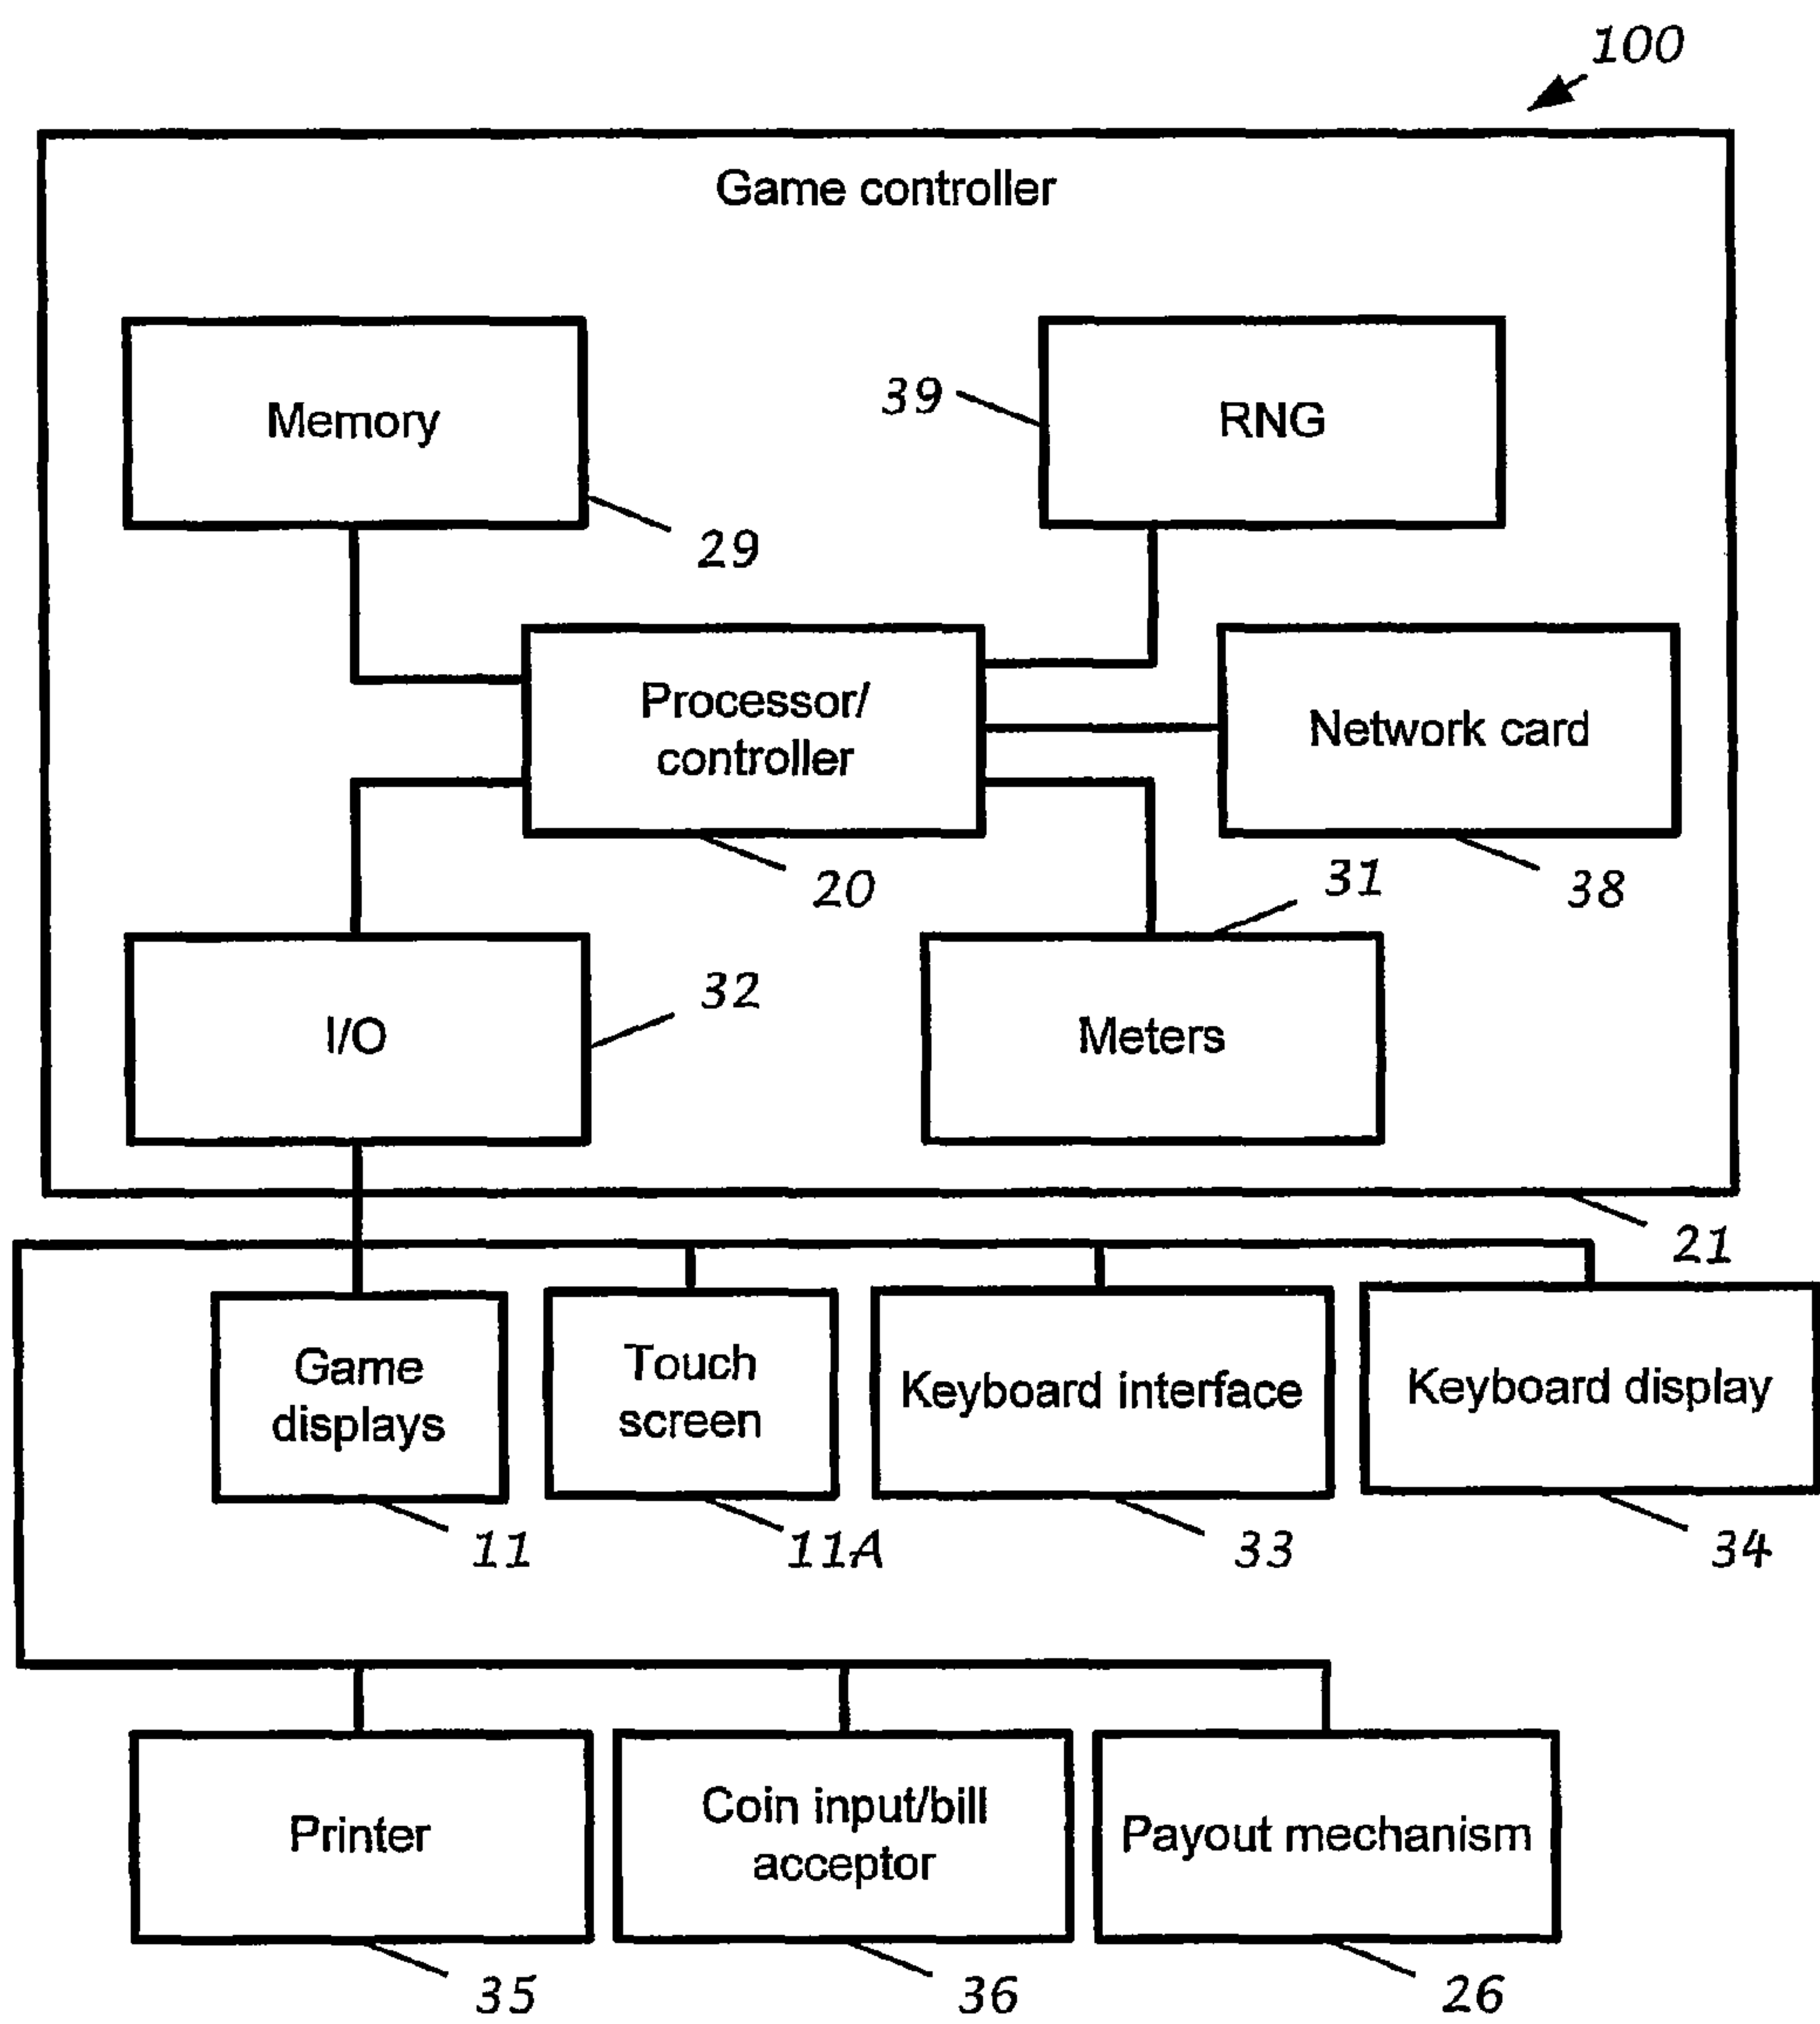 100
Game controller
Memory
39
RNG
29
Processor/
controller
Network card
20
31
38
I/O
32
Meters
21
Game
displays
Touch
screen
Keyboard interface
Keyboard display
11
11A
33
34
Printer
Coin input/bill
acceptor
Payout mechanism
35
36
26